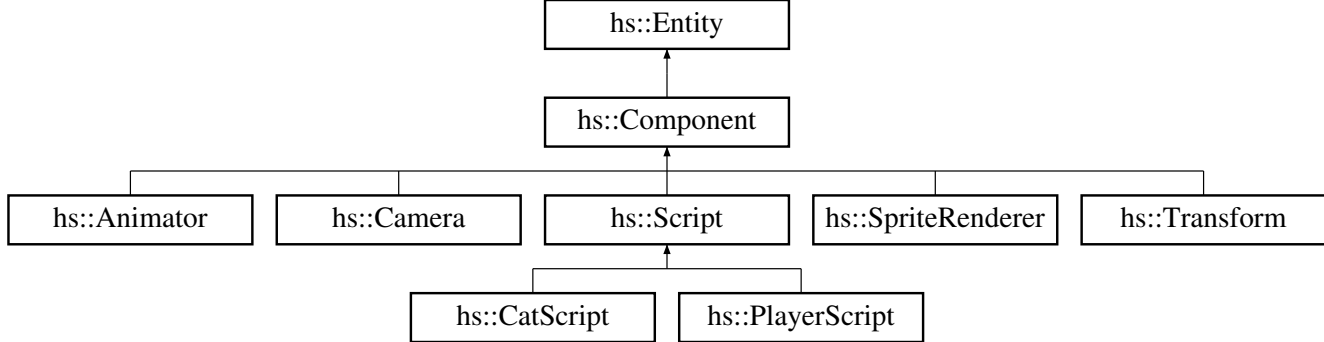 hs::Entity
hs::Component
hs::Animator
hs::Camera
hs::Script
hs::SpriteRenderer
hs::Transform
hs::CatScript
hs::PlayerScript